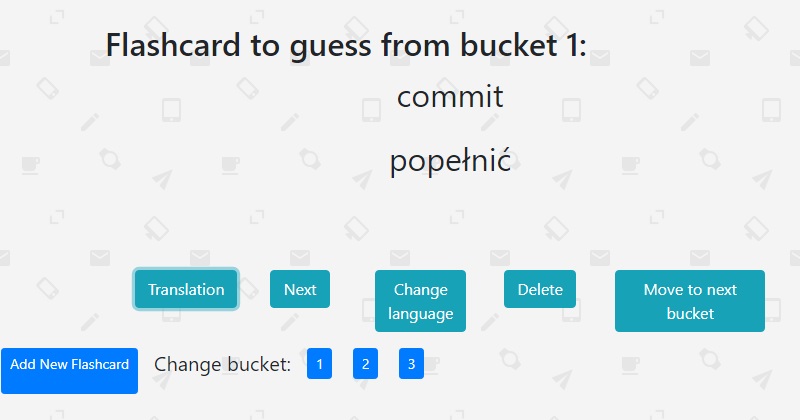 Flashcard to guess from bucket 1:
commit
popełnić
Translation Next Change language Delete Move to next bucket
Add New Flashcard Change bucket: 1 2 3